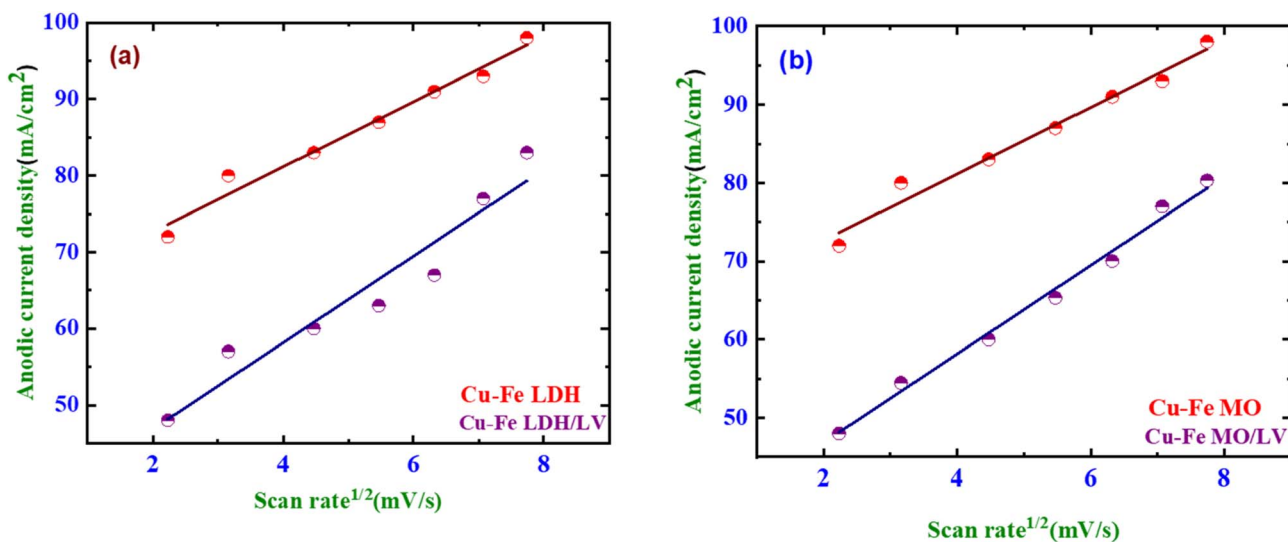 (a)
Anodic current density(mA/cm²)
100
90
80
70
60
50
2
4
6
8
Cu-Fe LDH
Cu-Fe LDH/LV
Scan rate¹/²(mV/s)
(b)
Anodic current density(mA/cm²)
100
90
80
70
60
50
2
4
6
8
Cu-Fe MO
Cu-Fe MO/LV
Scan rate¹/²(mV/s)